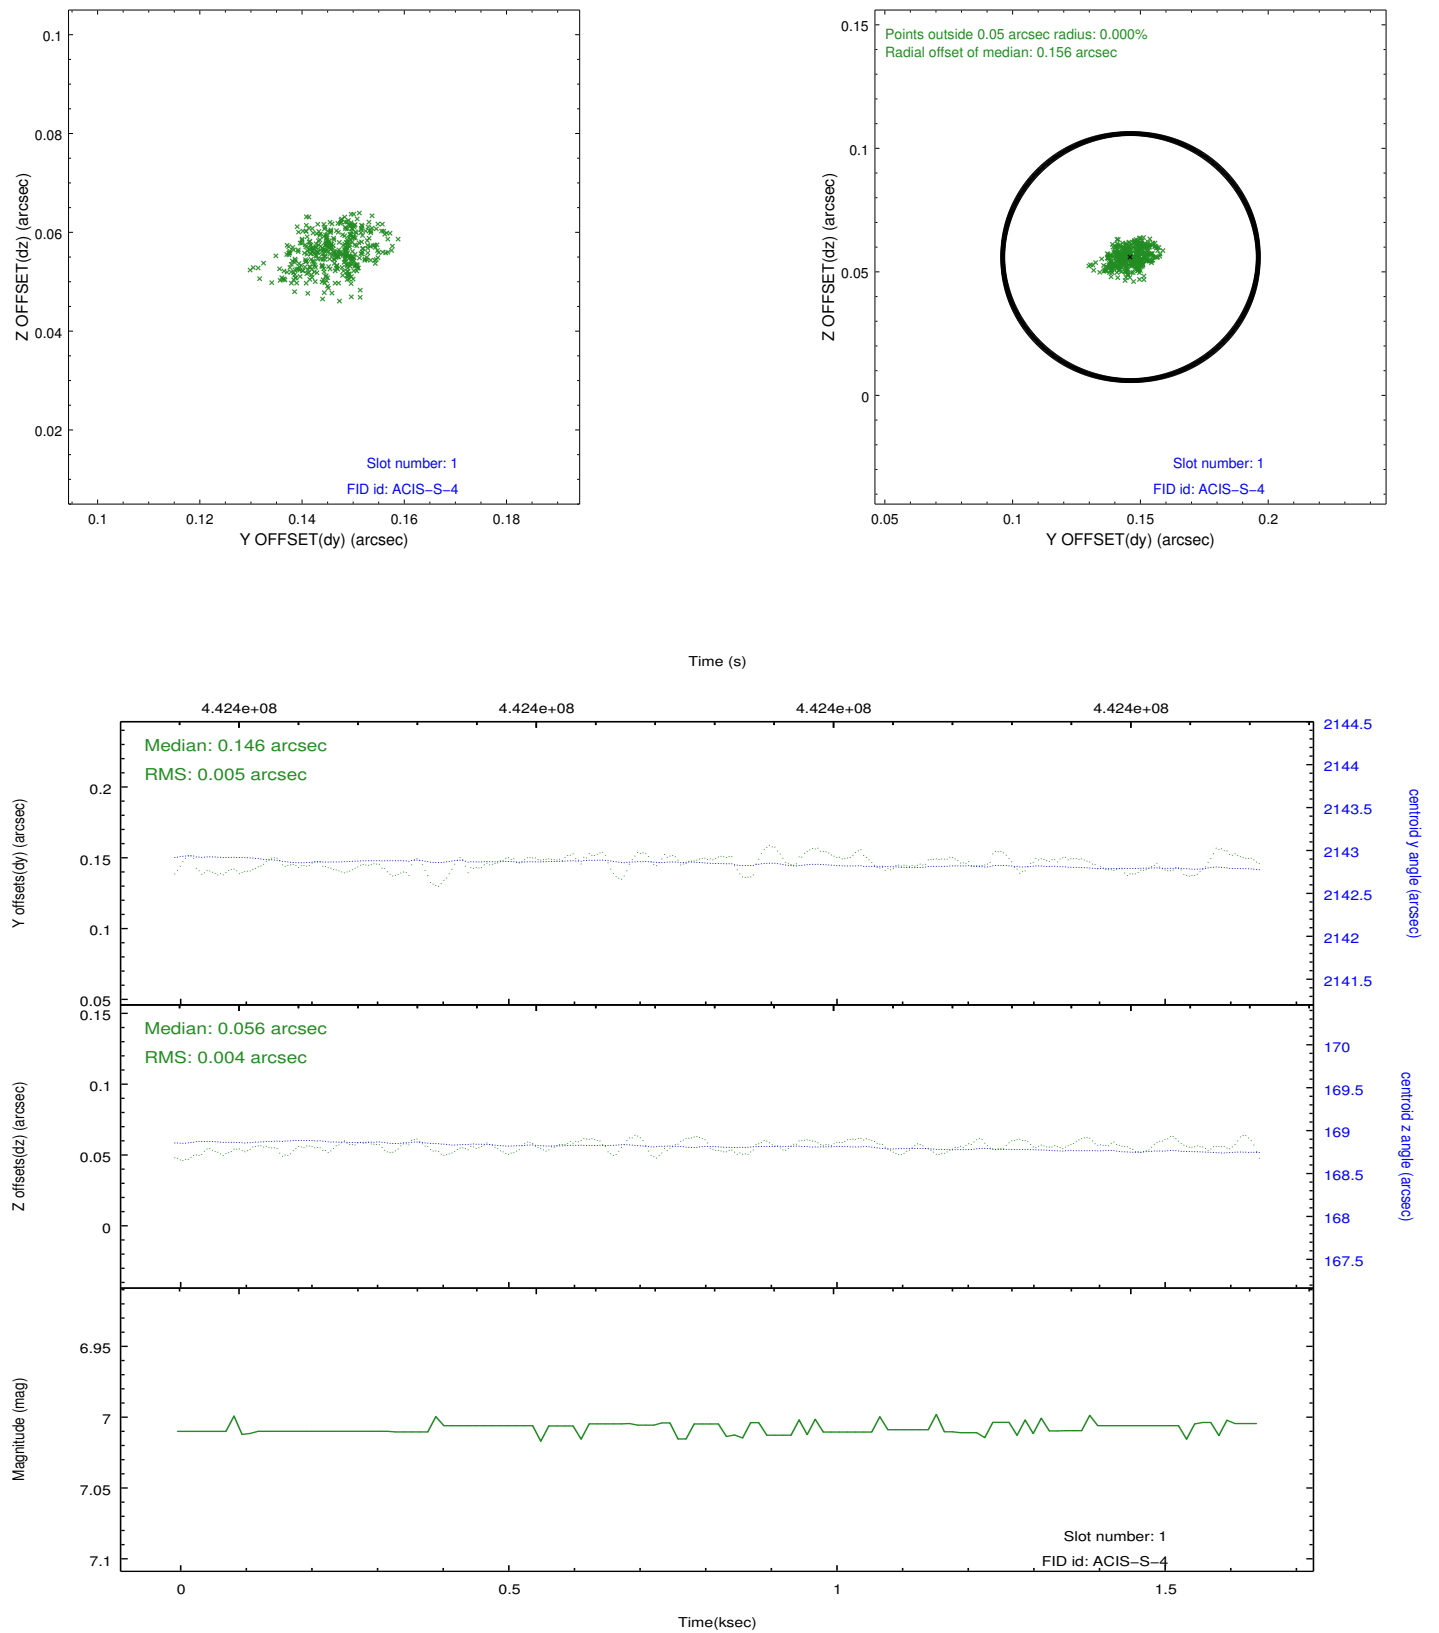 0.1
0.08
0.06
0.04
0.02
Z OFFSET(dz) (arcsec)
Slot number: 1
FID id: ACIS−S−4
0.1 0.12 0.14 0.16 0.18
Y OFFSET(dy) (arcsec)
0.15
0.1
0.05
0
Z OFFSET(dz) (arcsec)
Points outside 0.05 arcsec radius: 0.000%
Radial offset of median: 0.156 arcsec
Slot number: 1
FID id: ACIS−S−4
0.05 0.1 0.15 0.2
Y OFFSET(dy) (arcsec)
Time (s)
4.424e+08 4.424e+08 4.424e+08 4.424e+08
Median: 0.146 arcsec
RMS: 0.005 arcsec
0.2
0.15
0.1
0.05
Y offsets(dy) (arcsec)
2144.5
2144
2143.5
2143
2142.5
2142
2141.5
centroid y angle (arcsec)
Median: 0.056 arcsec
RMS: 0.004 arcsec
0.15
0.1
0.05
0
Z offsets(dz) (arcsec)
170
169.5
169
168.5
168
167.5
centroid z angle (arcsec)
6.95
7
7.05
7.1
Magnitude (mag)
Slot number: 1
FID id: ACIS−S−4
0 0.5 1 1.5
Time(ksec)